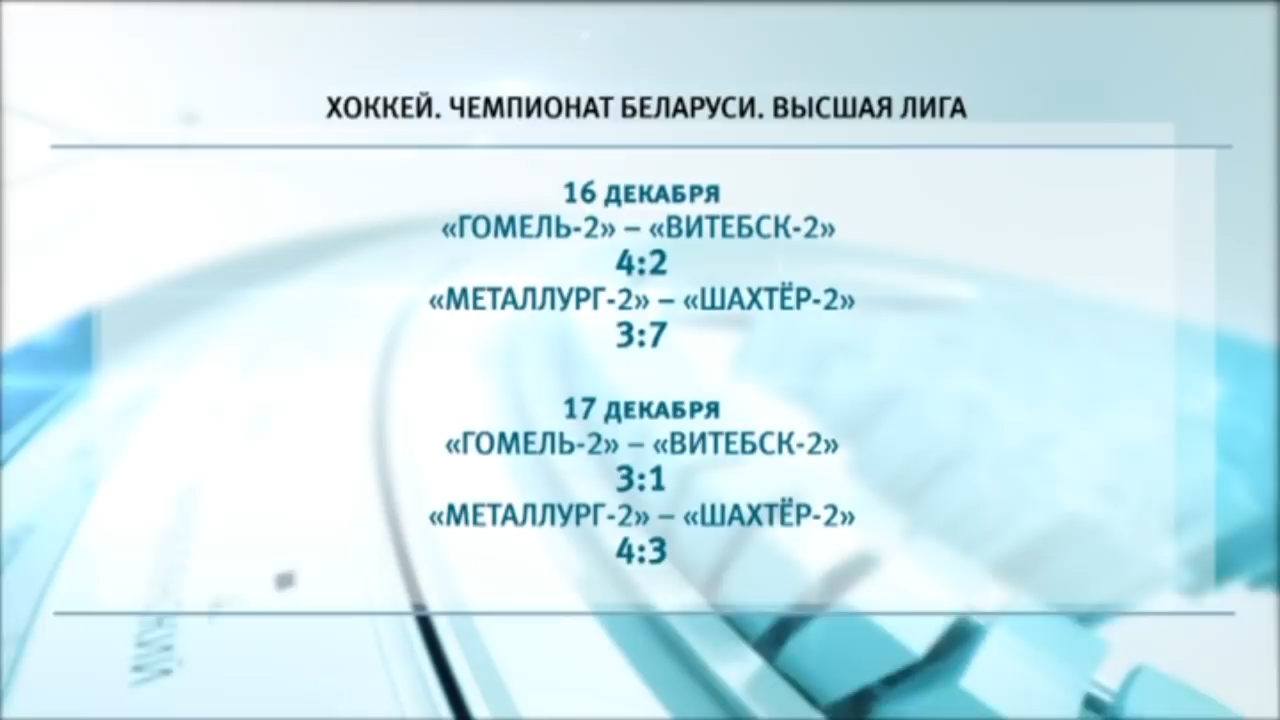 ХОККЕЙ. ЧЕМПИОНАТ БЕЛАРУСИ. ВЫСШАЯ ЛИГА
16 ДЕКАБРЯ
«ГОМЕЛЬ-2» – «ВИТЕБСК-2»
4:2
«МЕТАЛЛУРГ-2» – «ШАХТЁР-2»
3:7
17 ДЕКАБРЯ
«ГОМЕЛЬ-2» – «ВИТЕБСК-2»
3:1
«МЕТАЛЛУРГ-2» – «ШАХТЁР-2»
4:3